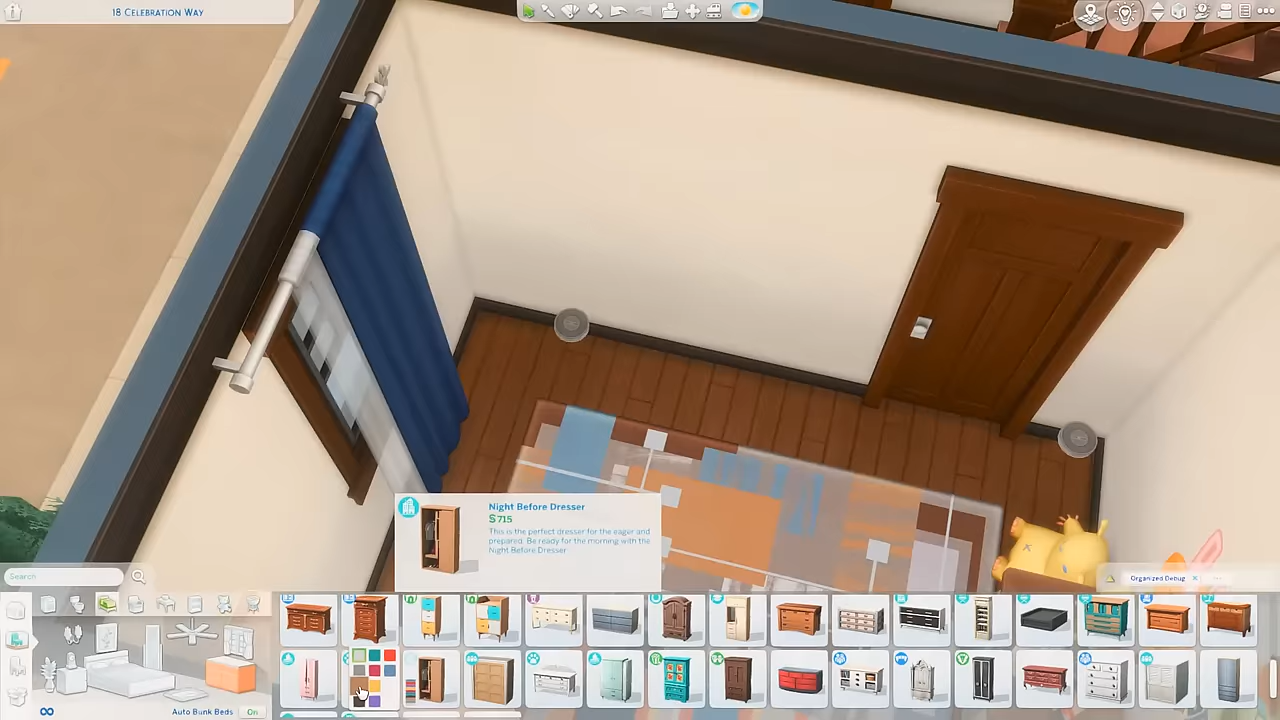 18 Celebration Way
Night Before Dresser
§715
This is the perfect dresser for the eager and
prepared. Be ready for the morning with the
Night Before Dresser
Search
Organized Debug
Auto Bunk Beds
On